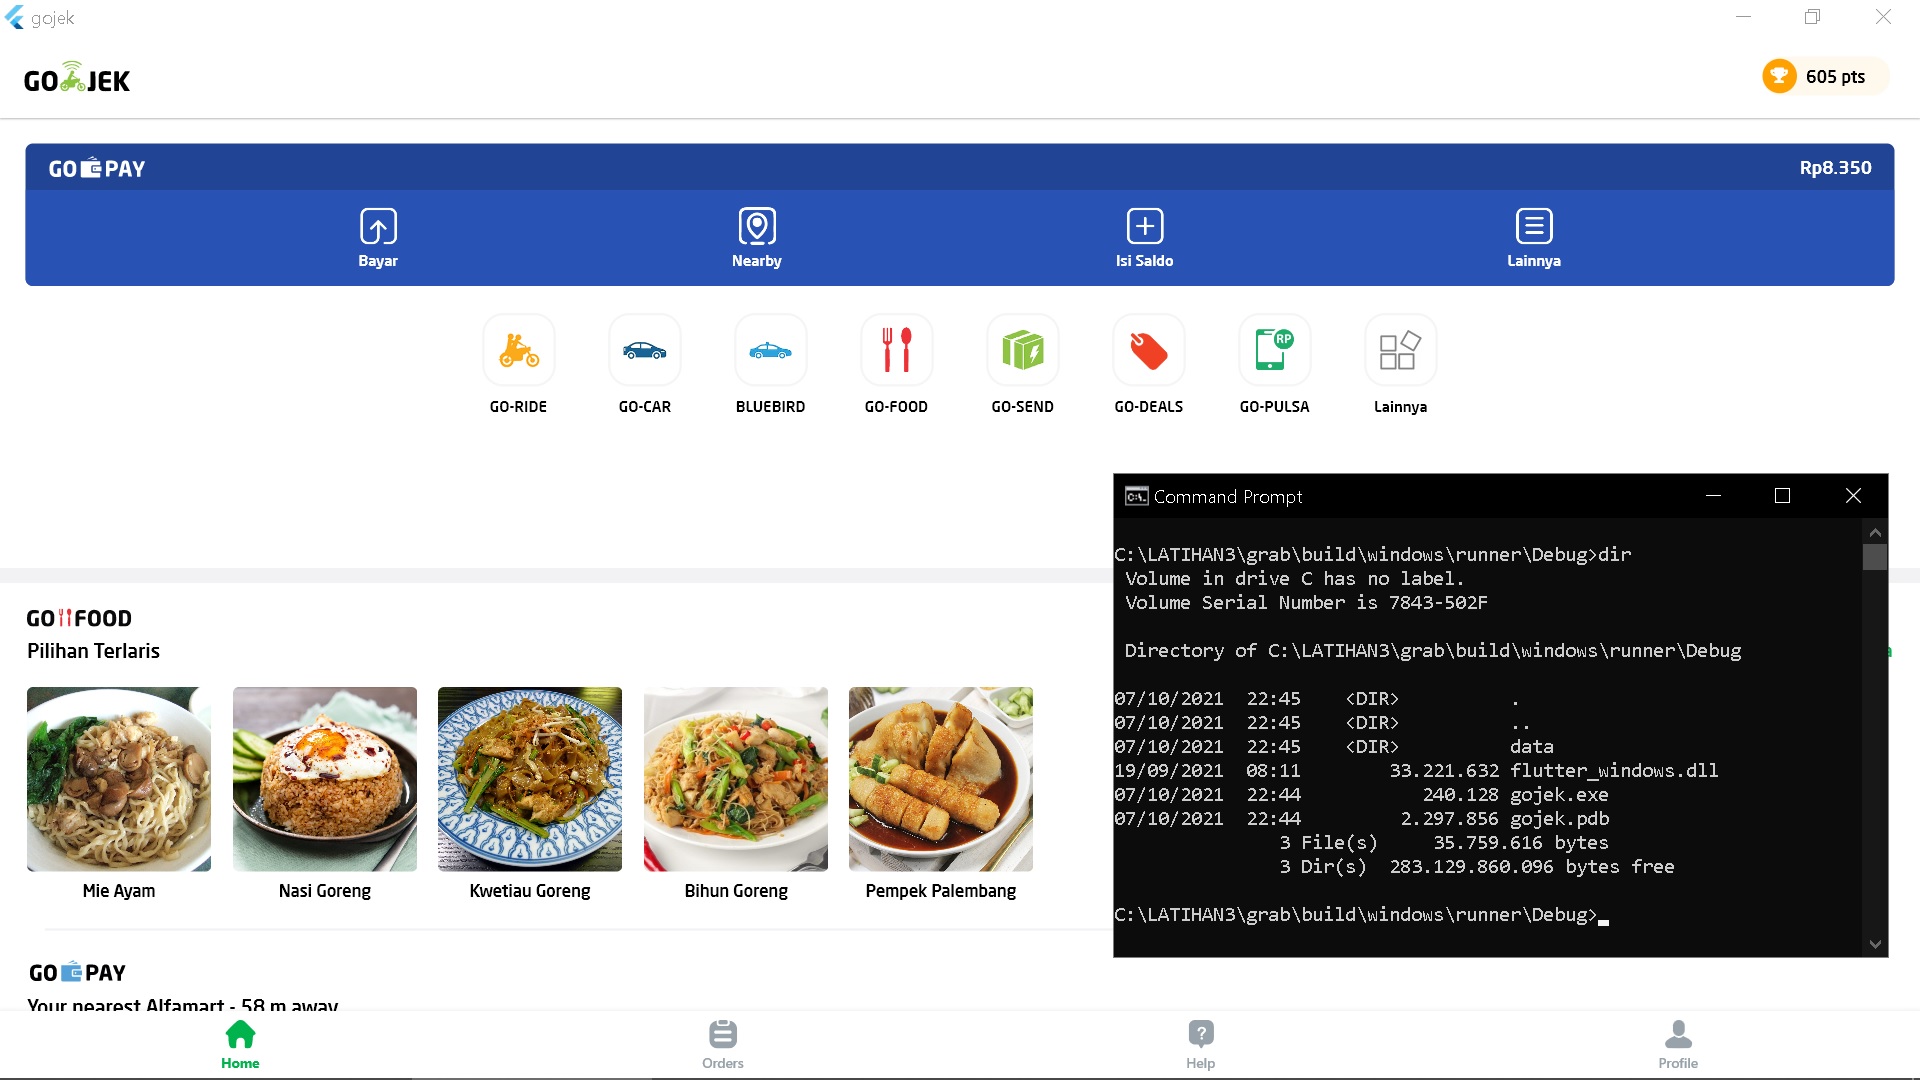 gojek
GO JEK
605 pts
GO PAY
Rp8.350
Bayar
Nearby
Isi Saldo
Lainnya
RP
GO-RIDE
GO-CAR
BLUEBIRD
GO-FOOD
GO-SEND
GO-DEALS
GO-PULSA
Lainnya
GO FOOD
Pilihan Terlaris
Mie Ayam
Nasi Goreng
Kwetiau Goreng
Bihun Goreng
Pempek Palembang
GO PAY
Your nearest Alfamart - 58 m away
C:\. Command Prompt
C:\LATIHAN3\grab\build\windows\runner\Debug>dir
Volume in drive C has no label.
Volume Serial Number is 7843-502F
Directory of C:\LATIHAN3\grab\build\windows\runner\Debug
07/10/2021 22:45 <DIR> .
07/10/2021 22:45 <DIR> ..
07/10/2021 22:45 <DIR> data
19/09/2021 08:11 33.221.632 flutter_windows.dll
07/10/2021 22:44 240.128 gojek.exe
07/10/2021 22:44 2.297.856 gojek.pdb
3 File(s) 35.759.616 bytes
3 Dir(s) 283.129.860.096 bytes free
C:\LATIHAN3\grab\build\windows\runner\Debug>_
Home
Orders
?
Help
Profile